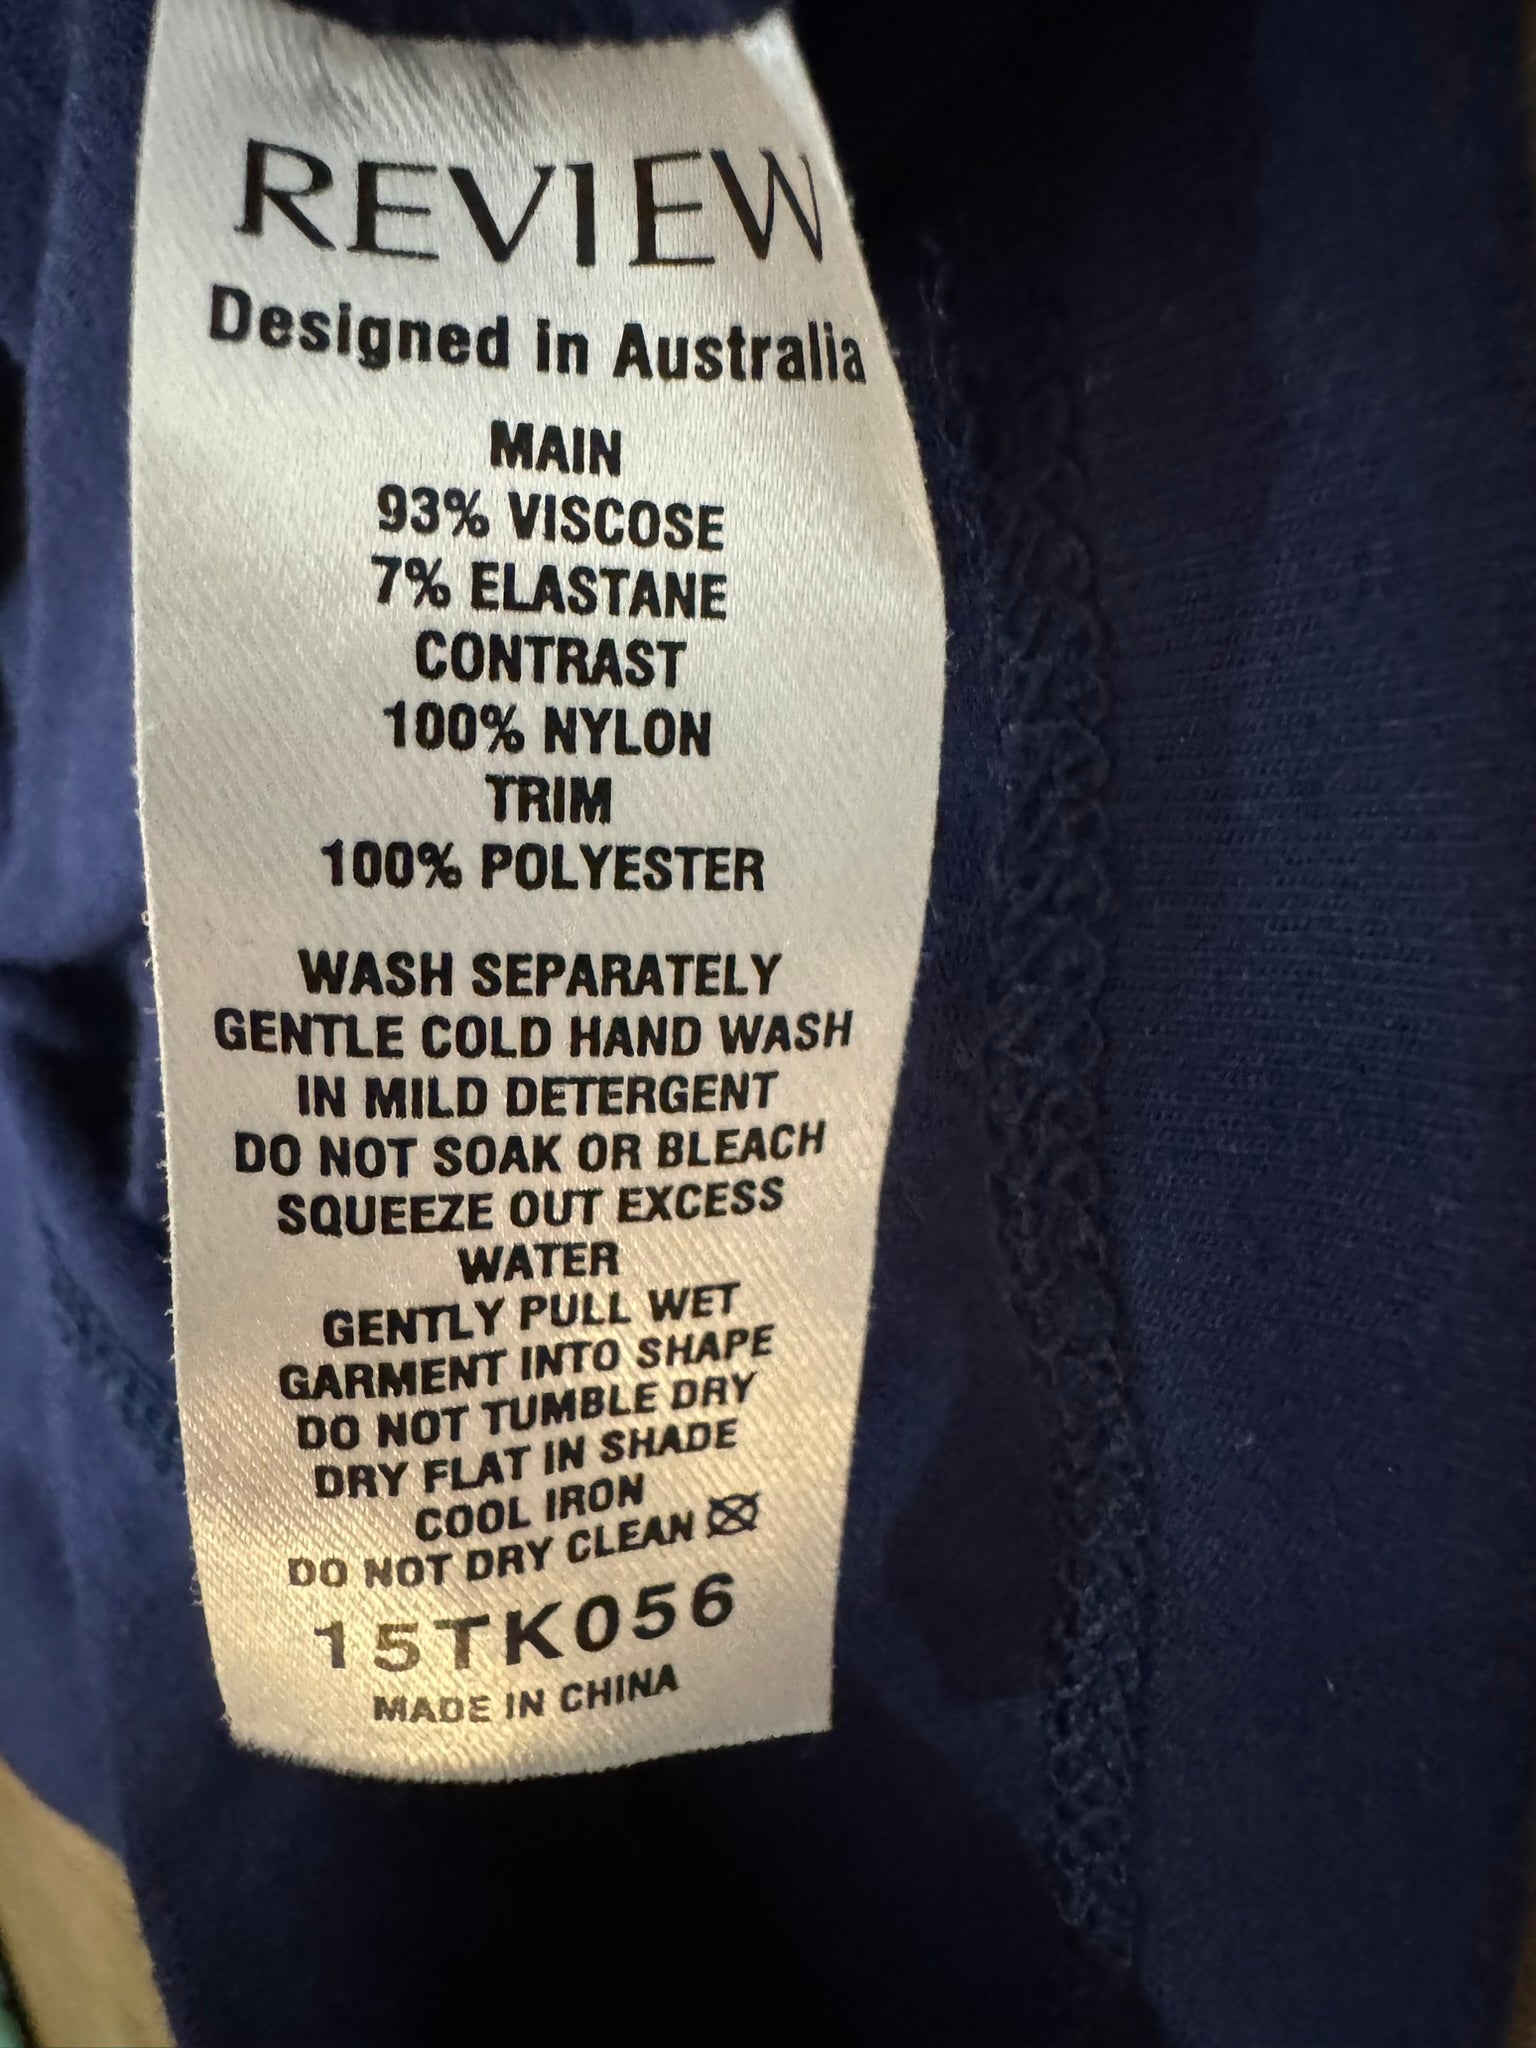 REVIEW
Designed in Australia
MAIN
93% VISCOSE
7% ELASTANE
CONTRAST
100% NYLON
TRIM
100% POLYESTER
WASH SEPARATELY
GENTLE COLD HAND WASH
IN MILD DETERGENT
DO NOT SOAK OR BLEACH
SQUEEZE OUT EXCESS
WATER
GENTLY PULL WET
GARMENT INTO SHAPE
DO NOT TUMBLE DRY
DRY FLAT IN SHADE
COOL IRON
DO NOT DRY CLEAN
15TK056
MADE IN CHINA